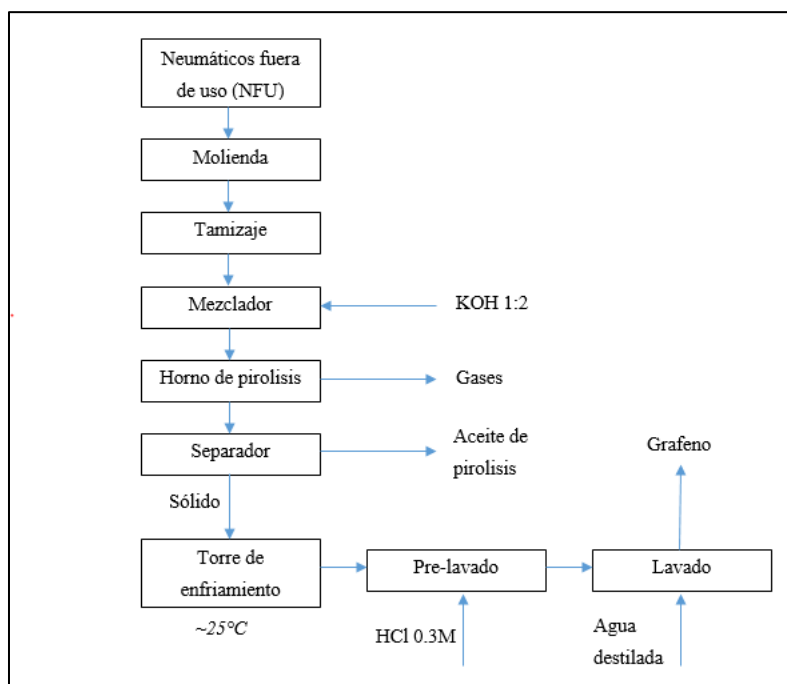 Neumáticos fuera
de uso (NFU)
Molienda
Tamizaje
Mezclador
KOH 1:2
Horno de pirolisis
Gases
Separador
Aceite de
pirolisis
Grafeno
Sólido
Torre de
enfriamiento
~25°C
Pre-lavado
Lavado
HCl 0.3M
Agua
destilada